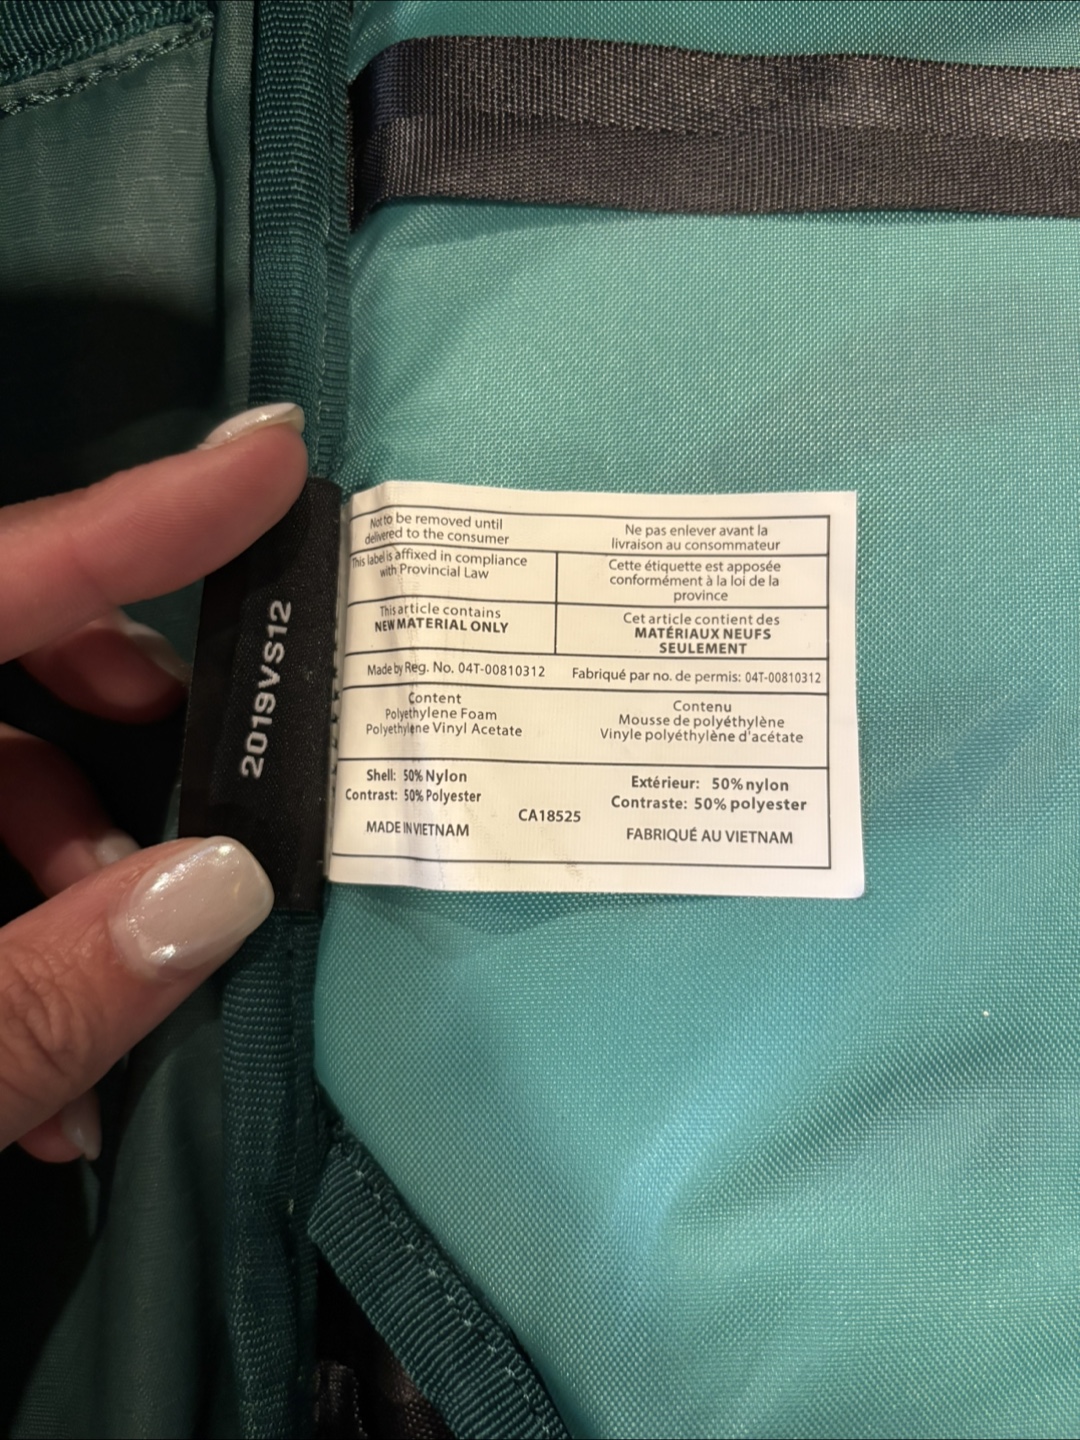 2019VS12
Not to be removed until
delivered to the consumer
Ne pas enlever avant la
livraison au consommateur
This label is affixed in compliance
with Provincial Law
Cette étiquette est apposée
conformément à la loi de la
province
This article contains
NEW MATERIAL ONLY
Cet article contient des
MATÉRIAUX NEUFS
SEULEMENT
Made by Reg. No. 04T-00810312
Fabriqué par no. de permis: 04T-00810312
Content
Polyethylene Foam
Polyethylene Vinyl Acetate
Contenu
Mousse de polyéthylène
Vinyle polyéthylène d'acétate
Shell: 50% Nylon
Contrast: 50% Polyester
MADE IN VIETNAM
CA18525
Extérieur: 50% nylon
Contraste: 50% polyester
FABRIQUÉ AU VIETNAM